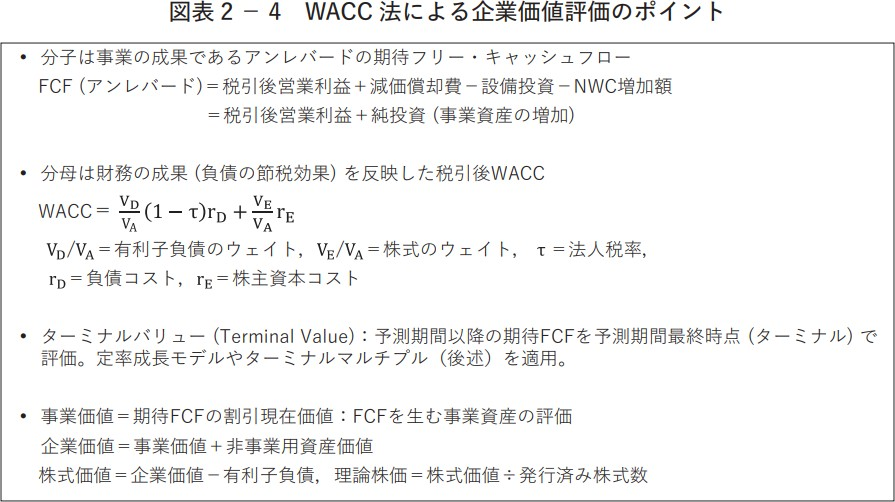 図表２－４　WACC 法による企業価値評価のポイント
• 分子は事業の成果であるアンレバードの期待フリー・キャッシュフロー
FCF (アンレバード)＝税引後営業利益＋減価償却費－設備投資－NWC増加額
＝税引後営業利益＋純投資 (事業資産の増加)
• 分母は財務の成果 (負債の節税効果) を反映した税引後WACC
WACC＝ V_D/V_A (1 − τ)r_D + V_E/V_A r_E
V_D/V_A＝有利子負債のウェイト，V_E/V_A＝株式のウェイト， τ＝法人税率，
r_D＝負債コスト，r_E＝株主資本コスト
• ターミナルバリュー (Terminal Value)：予測期間以降の期待FCFを予測期間最終時点 (ターミナル) で
評価。定率成長モデルやターミナルマルチプル（後述）を適用。
• 事業価値＝期待FCFの割引現在価値：FCFを生む事業資産の評価
企業価値＝事業価値＋非事業用資産価値
株式価値＝企業価値－有利子負債，理論株価＝株式価値÷発行済み株式数